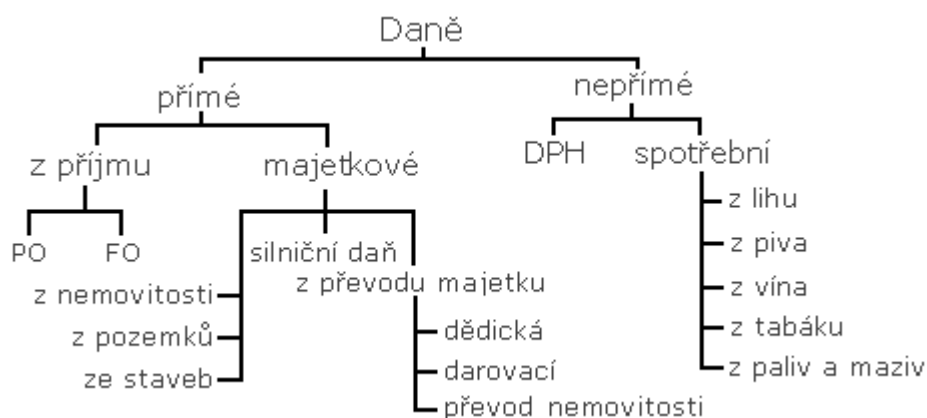 Daně
přímé
nepřímé
z příjmu
majetkové
DPH
spotřební
PO
FO
silniční daň
z převodu majetku
z nemovitosti
z pozemků
ze staveb
dědická
darovací
převod nemovitosti
z lihu
z piva
z vína
z tabáku
z paliv a maziv